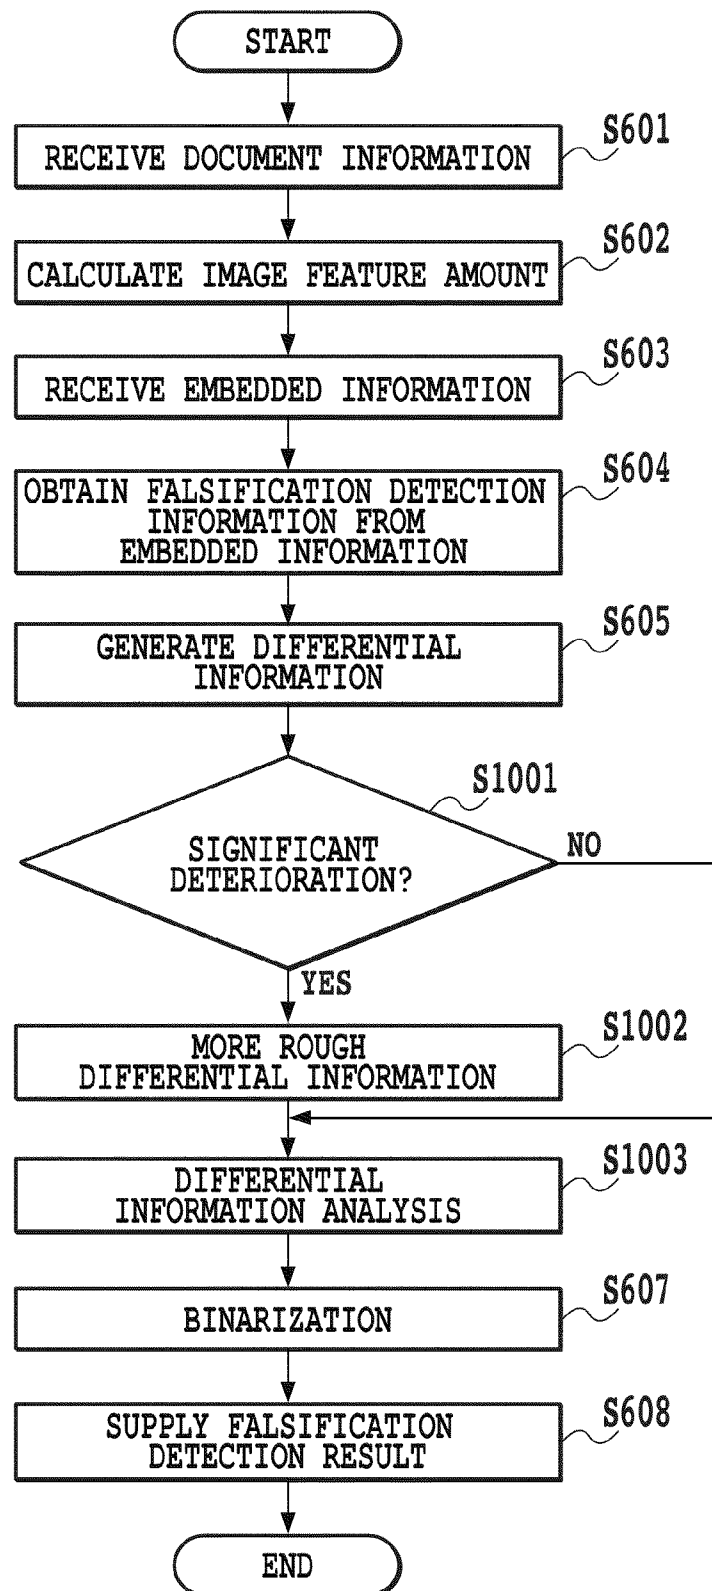 START
S601
RECEIVE DOCUMENT INFORMATION
S602
CALCULATE IMAGE FEATURE AMOUNT
S603
RECEIVE EMBEDDED INFORMATION
S604
OBTAIN FALSIFICATION DETECTION
INFORMATION FROM
EMBEDDED INFORMATION
S605
GENERATE DIFFERENTIAL
INFORMATION
S1001
SIGNIFICANT
DETERIORATION?
NO
YES
S1002
MORE ROUGH
DIFFERENTIAL INFORMATION
S1003
DIFFERENTIAL
INFORMATION ANALYSIS
S607
BINARIZATION
S608
SUPPLY FALSIFICATION
DETECTION RESULT
END